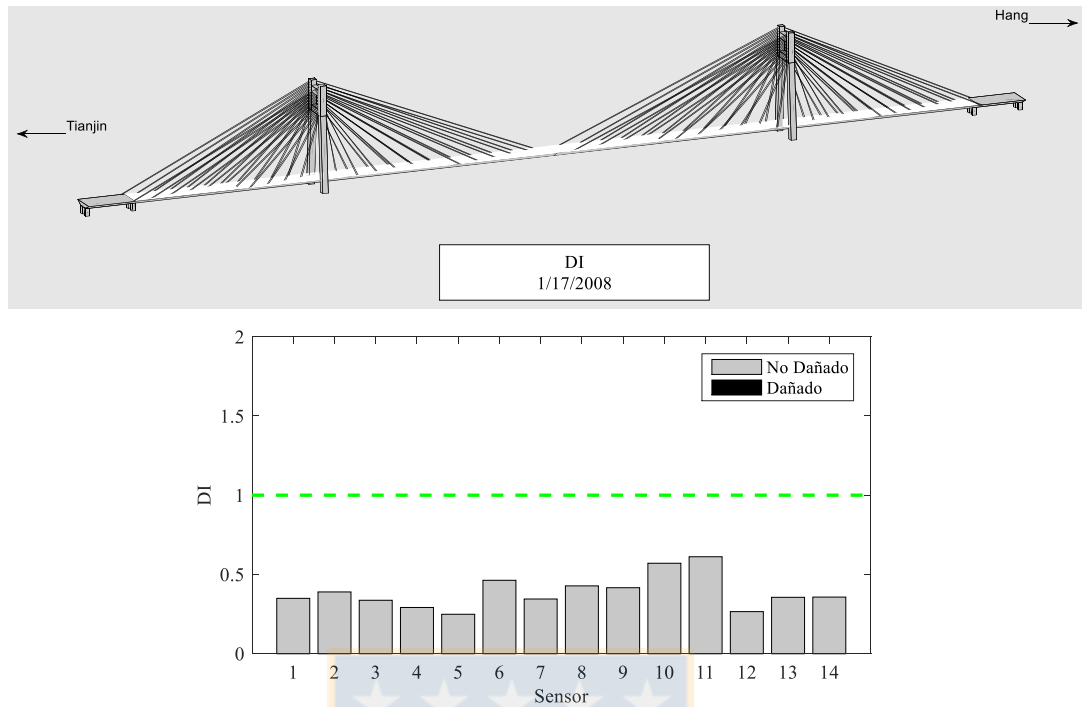 Hang
Tianjin
DI
1/17/2008
2
1.5
1
0.5
0
DI
No Dañado
Dañado
1 2 3 4 5 6 7 8 9 10 11 12 13 14
Sensor